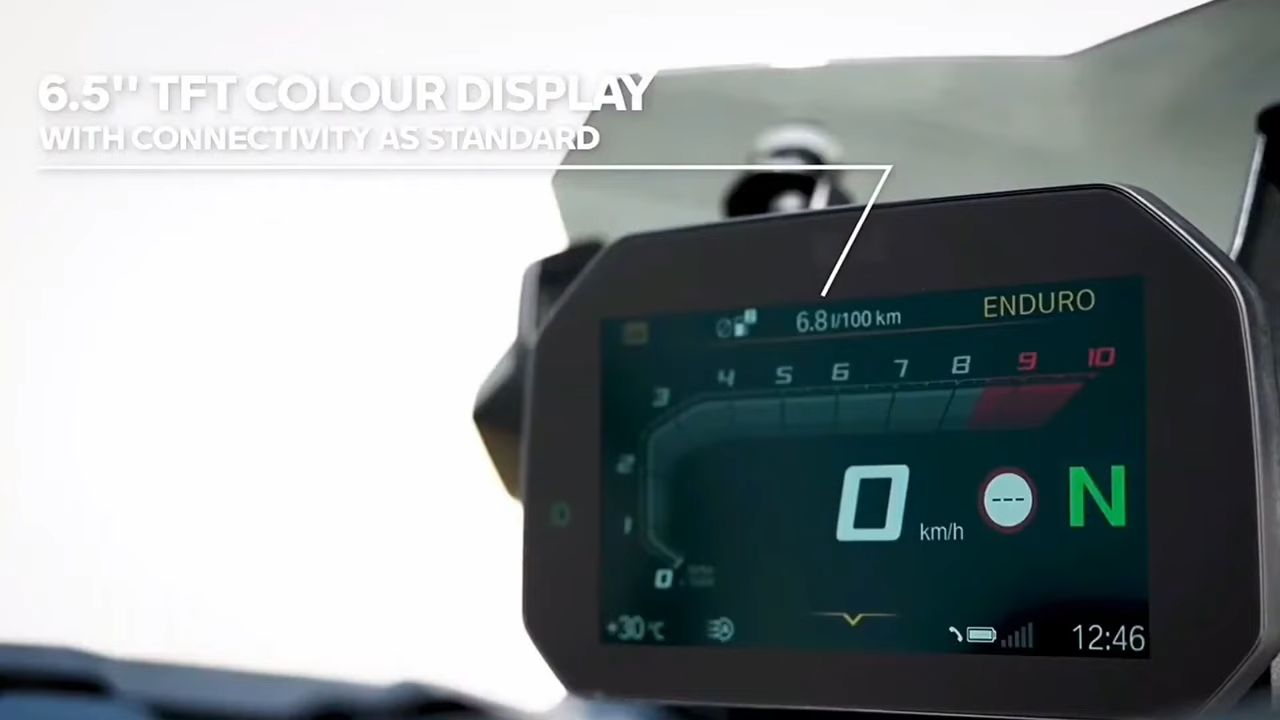 6.5'' TFT COLOUR DISPLAY
WITH CONNECTIVITY AS STANDARD
6.8 l/100 km
ENDURO
4 5 6 7 8 9 10
3
2
1
0
0 km/h --- N
+30°C
12:46